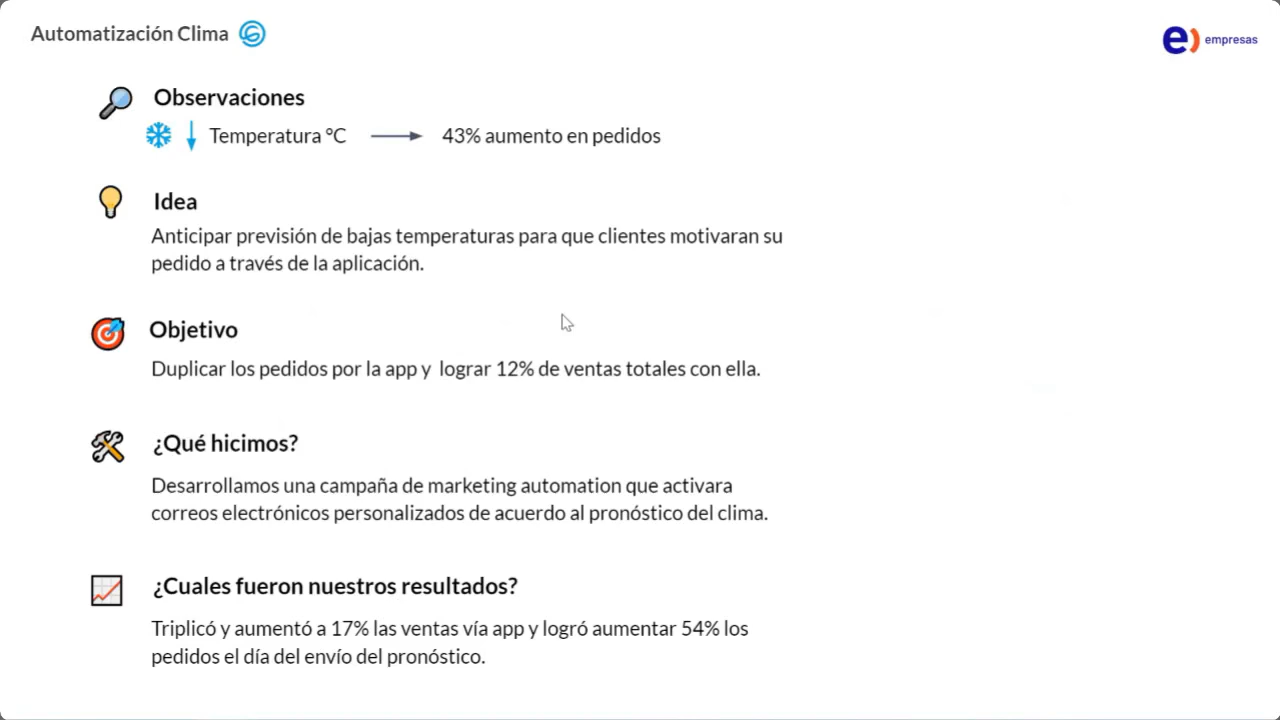 Automatización Clima
e) empresas
Observaciones
Temperatura °C 43% aumento en pedidos
Idea
Anticipar previsión de bajas temperaturas para que clientes motivaran su
pedido a través de la aplicación.
Objetivo
Duplicar los pedidos por la app y lograr 12% de ventas totales con ella.
¿Qué hicimos?
Desarrollamos una campaña de marketing automation que activara
correos electrónicos personalizados de acuerdo al pronóstico del clima.
¿Cuales fueron nuestros resultados?
Triplicó y aumentó a 17% las ventas vía app y logró aumentar 54% los
pedidos el día del envío del pronóstico.